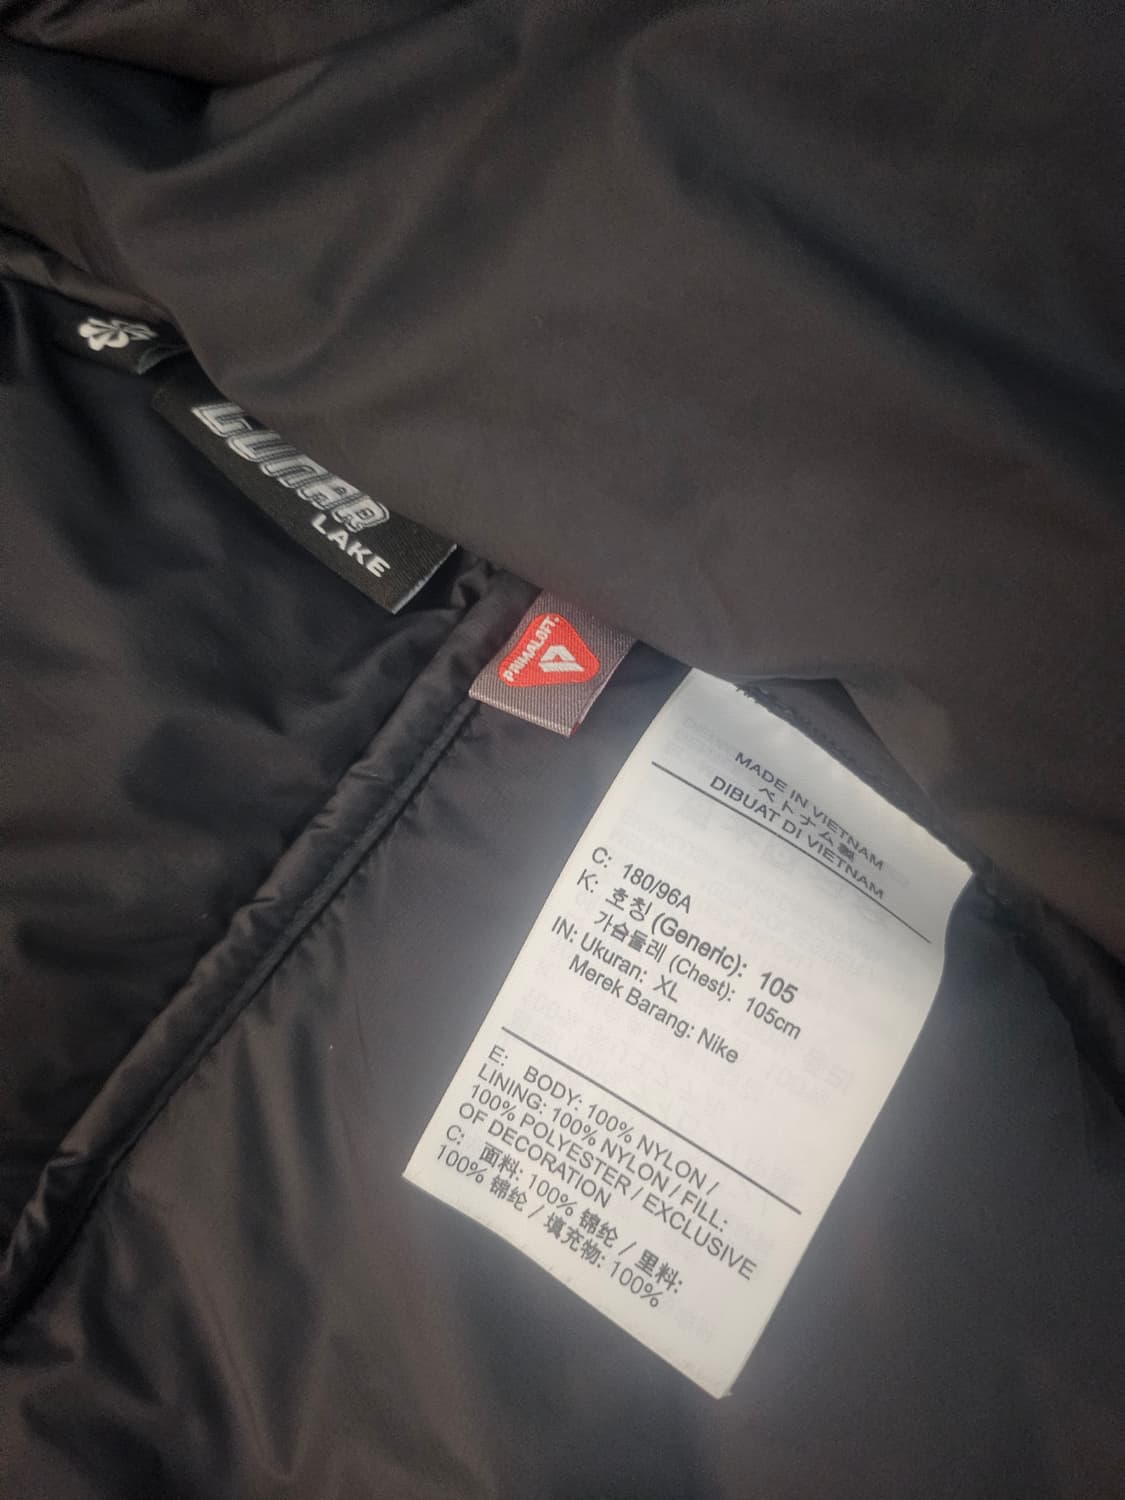 LUNAR
LAKE
PRIMALOFT.
MADE IN VIETNAM
ベトナム製
DIBUAT DI VIETNAM
C: 180/96A
K: 호칭 (Generic): 105
가슴둘레 (Chest): 105cm
IN: Ukuran: XL
Merek Barang: Nike
E: BODY: 100% NYLON /
LINING: 100% NYLON / FILL:
100% POLYESTER / EXCLUSIVE
OF DECORATION
C: 面料: 100% 锦纶 / 里料:
100% 锦纶 / 填充物: 100%